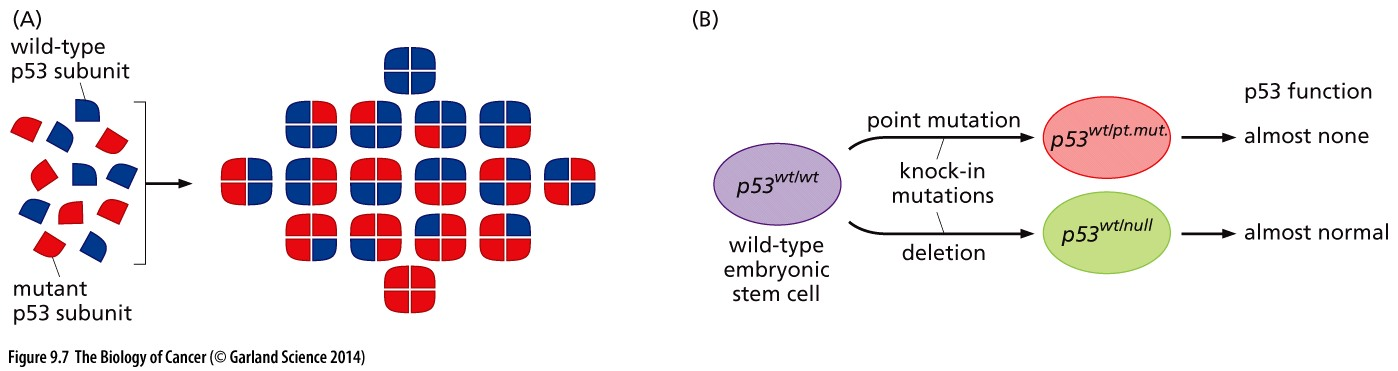 (A)
wild-type
p53 subunit
mutant
p53 subunit
(B)
p53wt/wt
wild-type
embryonic
stem cell
point mutation
knock-in
mutations
deletion
p53wt/pt.mut.
p53wt/null
p53 function
almost none
almost normal
Figure 9.7 The Biology of Cancer (© Garland Science 2014)